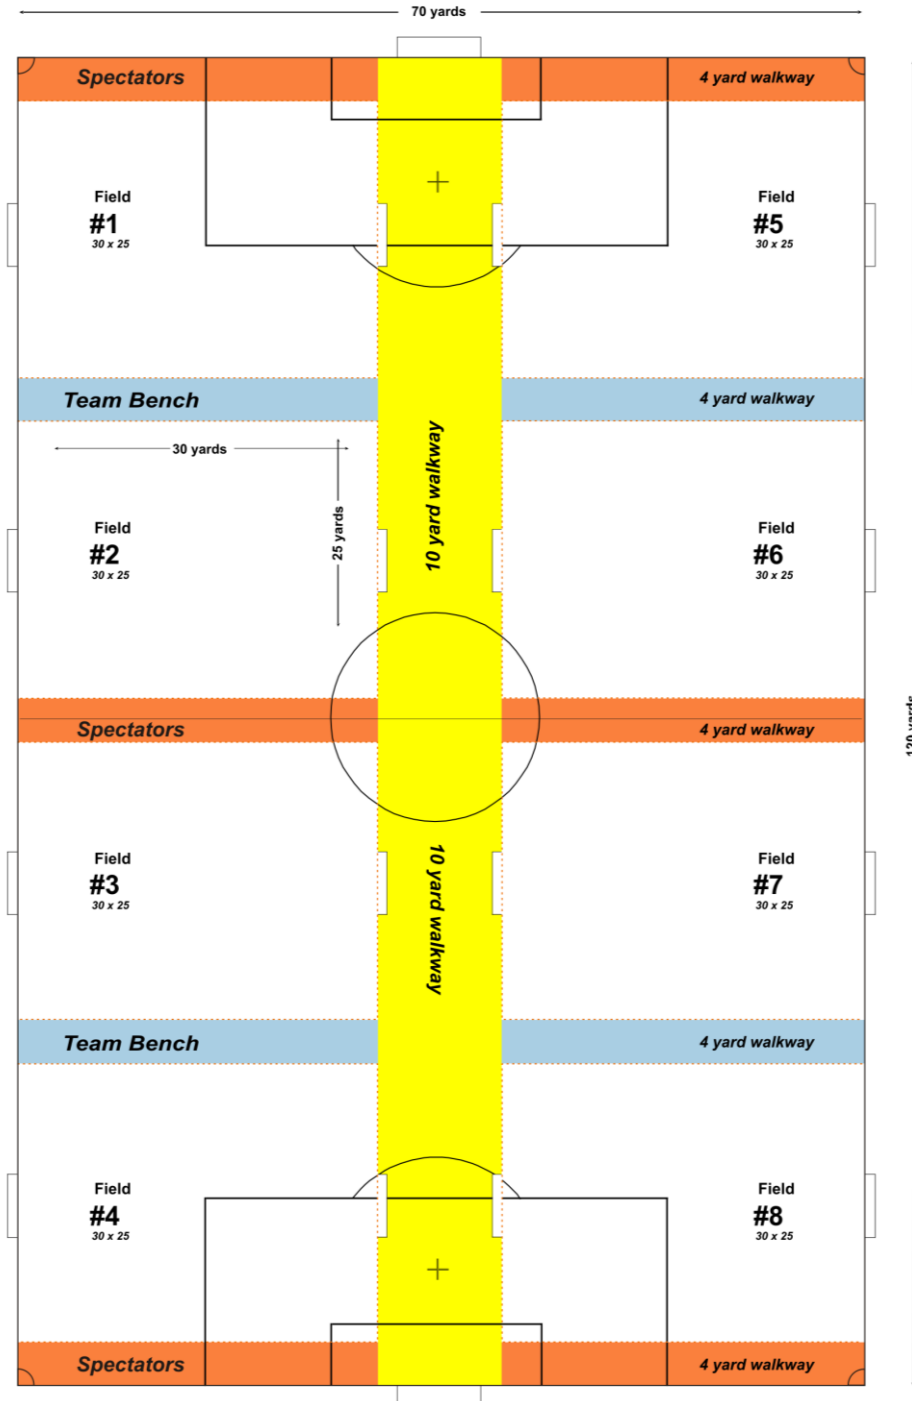 70 yards
Spectators
4 yard walkway
Field
#1
30 x 25
Field
#5
30 x 25
Team Bench
4 yard walkway
30 yards
25 yards
10 yard walkway
Field
#2
30 x 25
Field
#6
30 x 25
Spectators
4 yard walkway
120 yards
Field
#3
30 x 25
10 yard walkway
Field
#7
30 x 25
Team Bench
4 yard walkway
Field
#4
30 x 25
Field
#8
30 x 25
Spectators
4 yard walkway